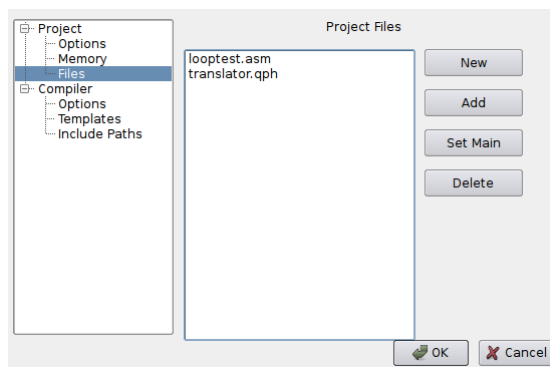 Project
Options
Memory
Files
Compiler
Options
Templates
Include Paths
Project Files
looptest.asm
translator.qph
New
Add
Set Main
Delete
OK
Cancel